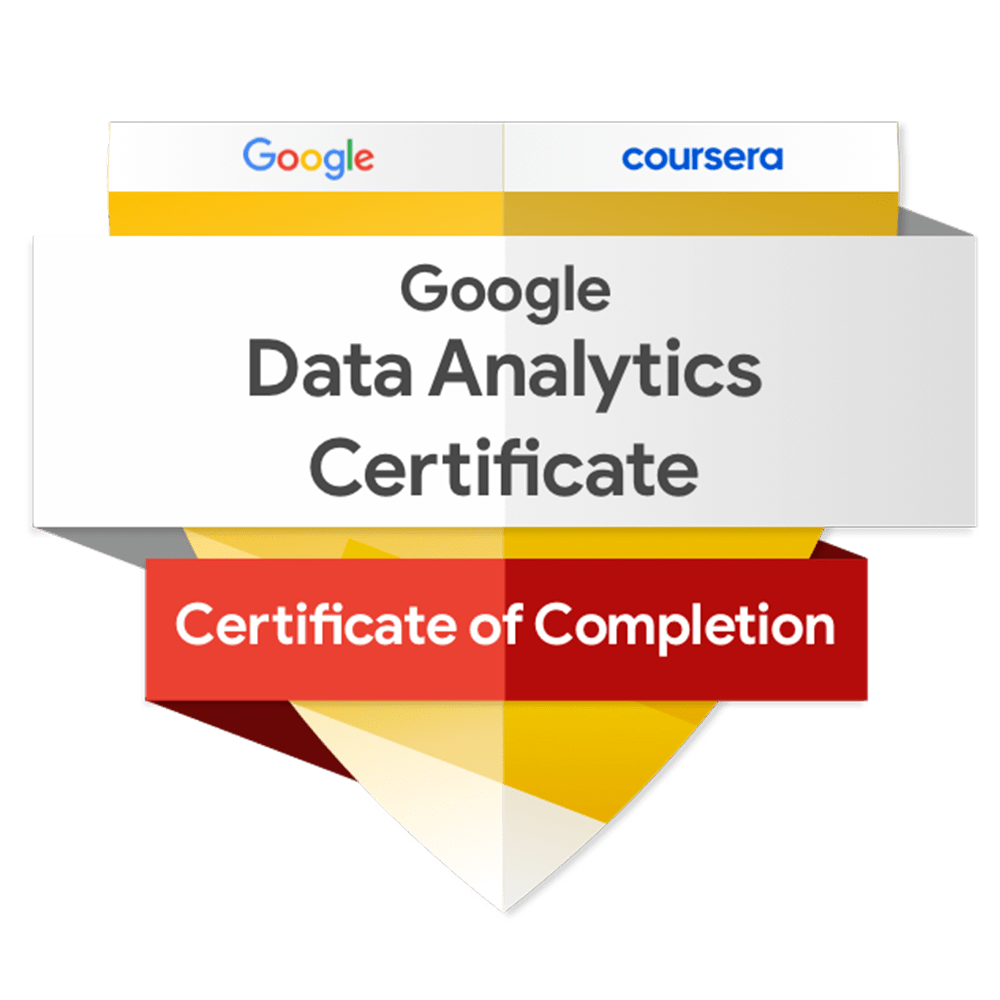 Google coursera
Google
Data Analytics
Certificate
Certificate of Completion